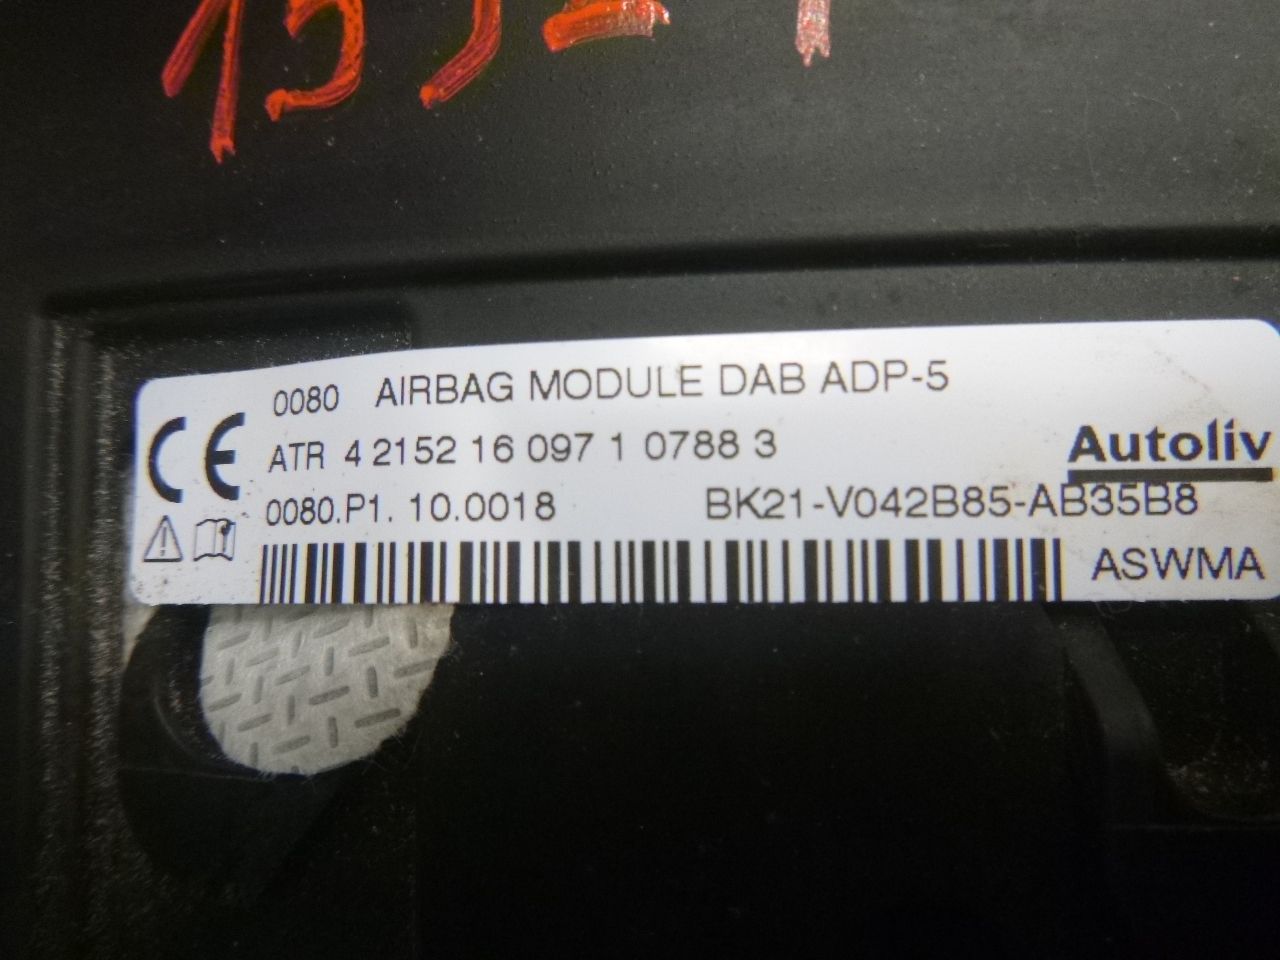 0080 AIRBAG MODULE DAB ADP-5
CE
ATR 4 2152 16 097 1 0788 3
Autoliv
0080.P1. 10.0018 BK21-V042B85-AB35B8
ASWMA